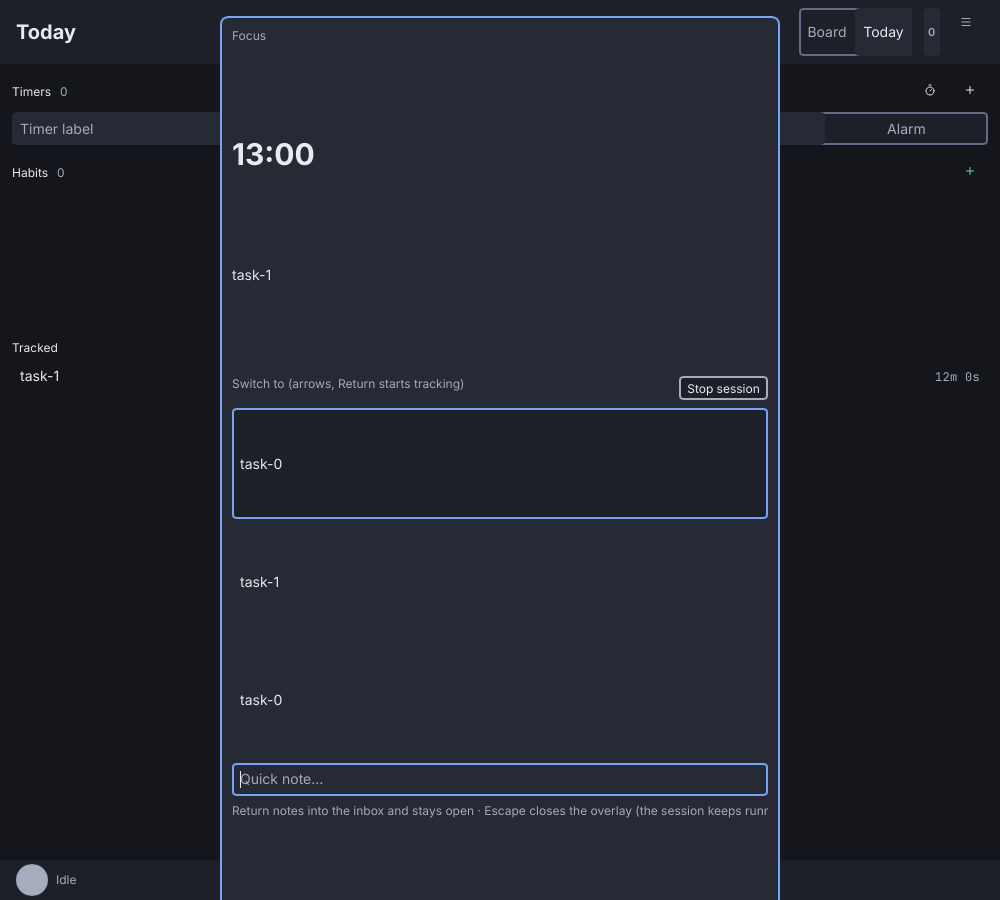 Today
Focus
Board
Today
0
Timers 0
Timer label
Alarm
13:00
Habits 0
task-1
Tracked
task-1
12m 0s
Switch to (arrows, Return starts tracking)
Stop session
task-0
task-1
task-0
Quick note...
Return notes into the inbox and stays open · Escape closes the overlay (the session keeps
Idle